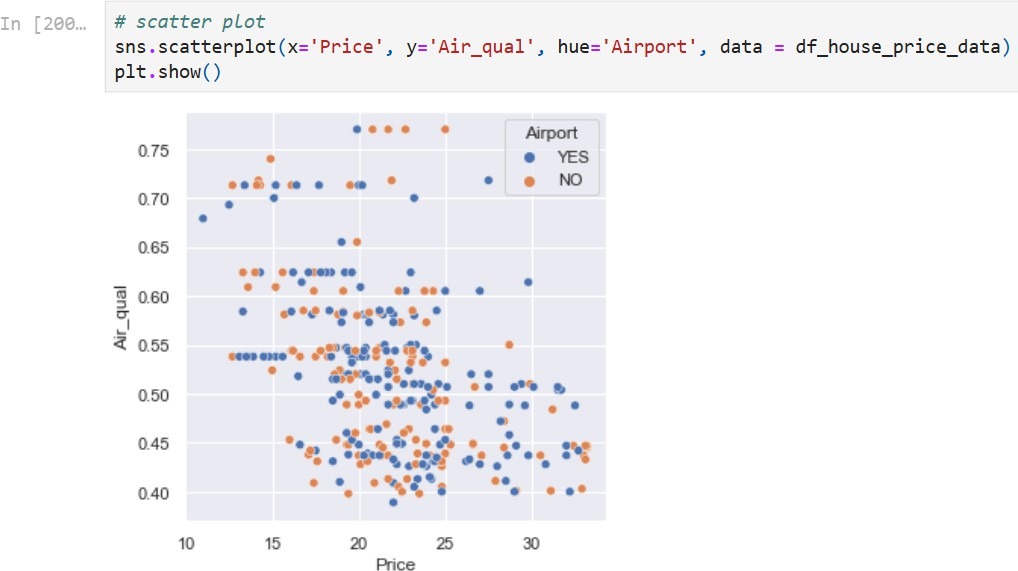 In [200…
# scatter plot
sns.scatterplot(x='Price', y='Air_qual', hue='Airport', data = df_house_price_data)
plt.show()
Airport
YES
NO
0.75
0.70
0.65
0.60
0.55
0.50
0.45
0.40
Air_qual
10 15 20 25 30
Price